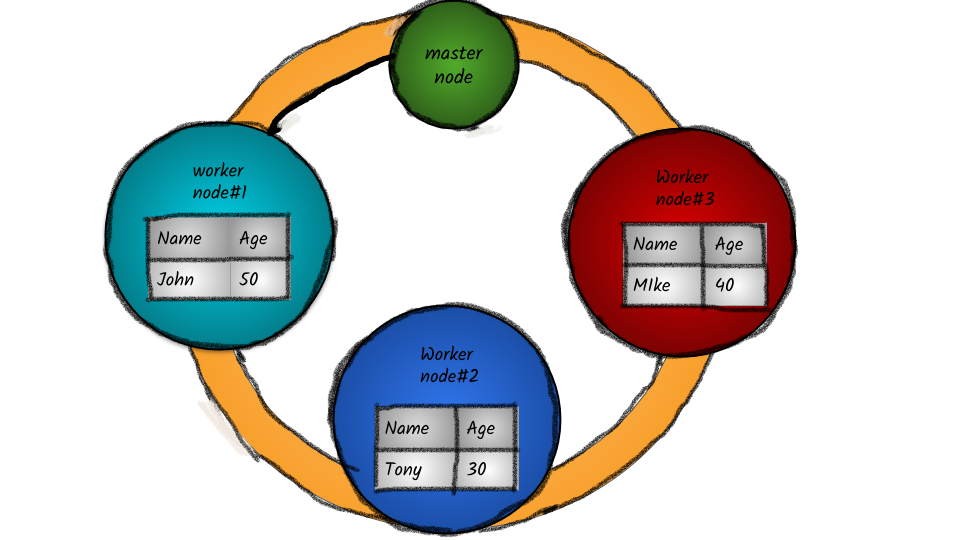 master
node
worker
node#1
Name Age
John 50
Worker
node#3
Name Age
MIke 40
Worker
node#2
Name Age
Tony 30